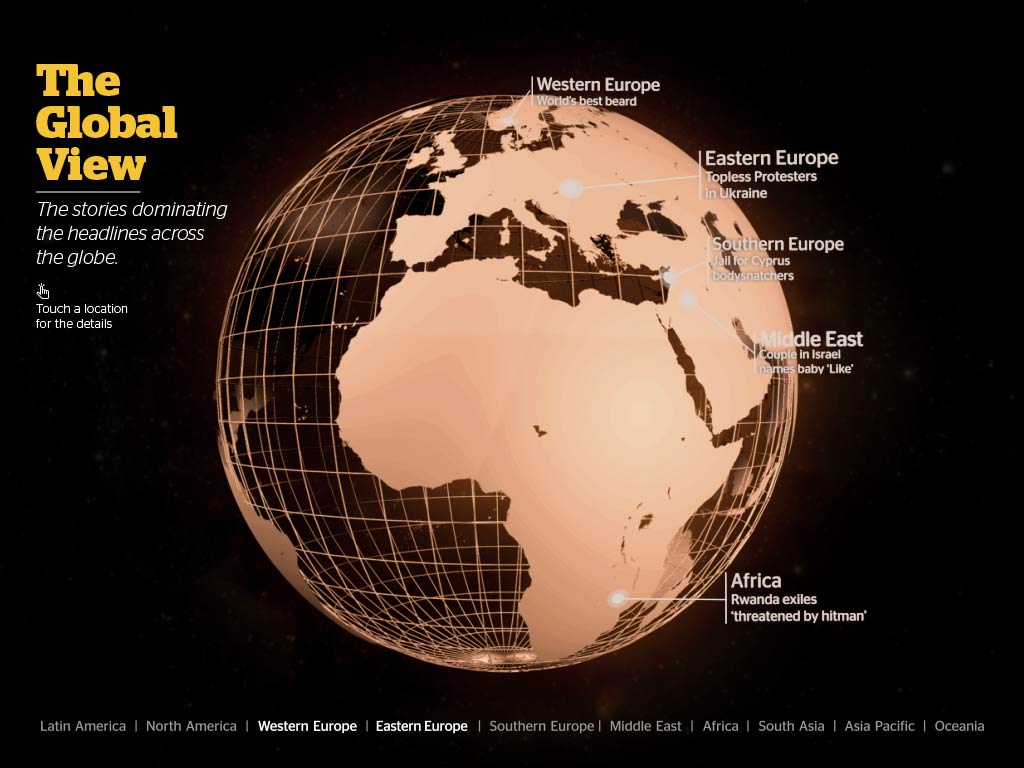 The
Global
View
The stories dominating
the headlines across
the globe.
Touch a location
for the details
Western Europe
World's best beard
Eastern Europe
Topless Protesters
in Ukraine
Southern Europe
Jail for Cyprus
bodysnatchers
Middle East
Couple in Israel
names baby 'Like'
Africa
Rwanda exiles
'threatened by hitman'
Latin America | North America | Western Europe | Eastern Europe | Southern Europe | Middle East | Africa | South Asia | Asia Pacific | Oceania